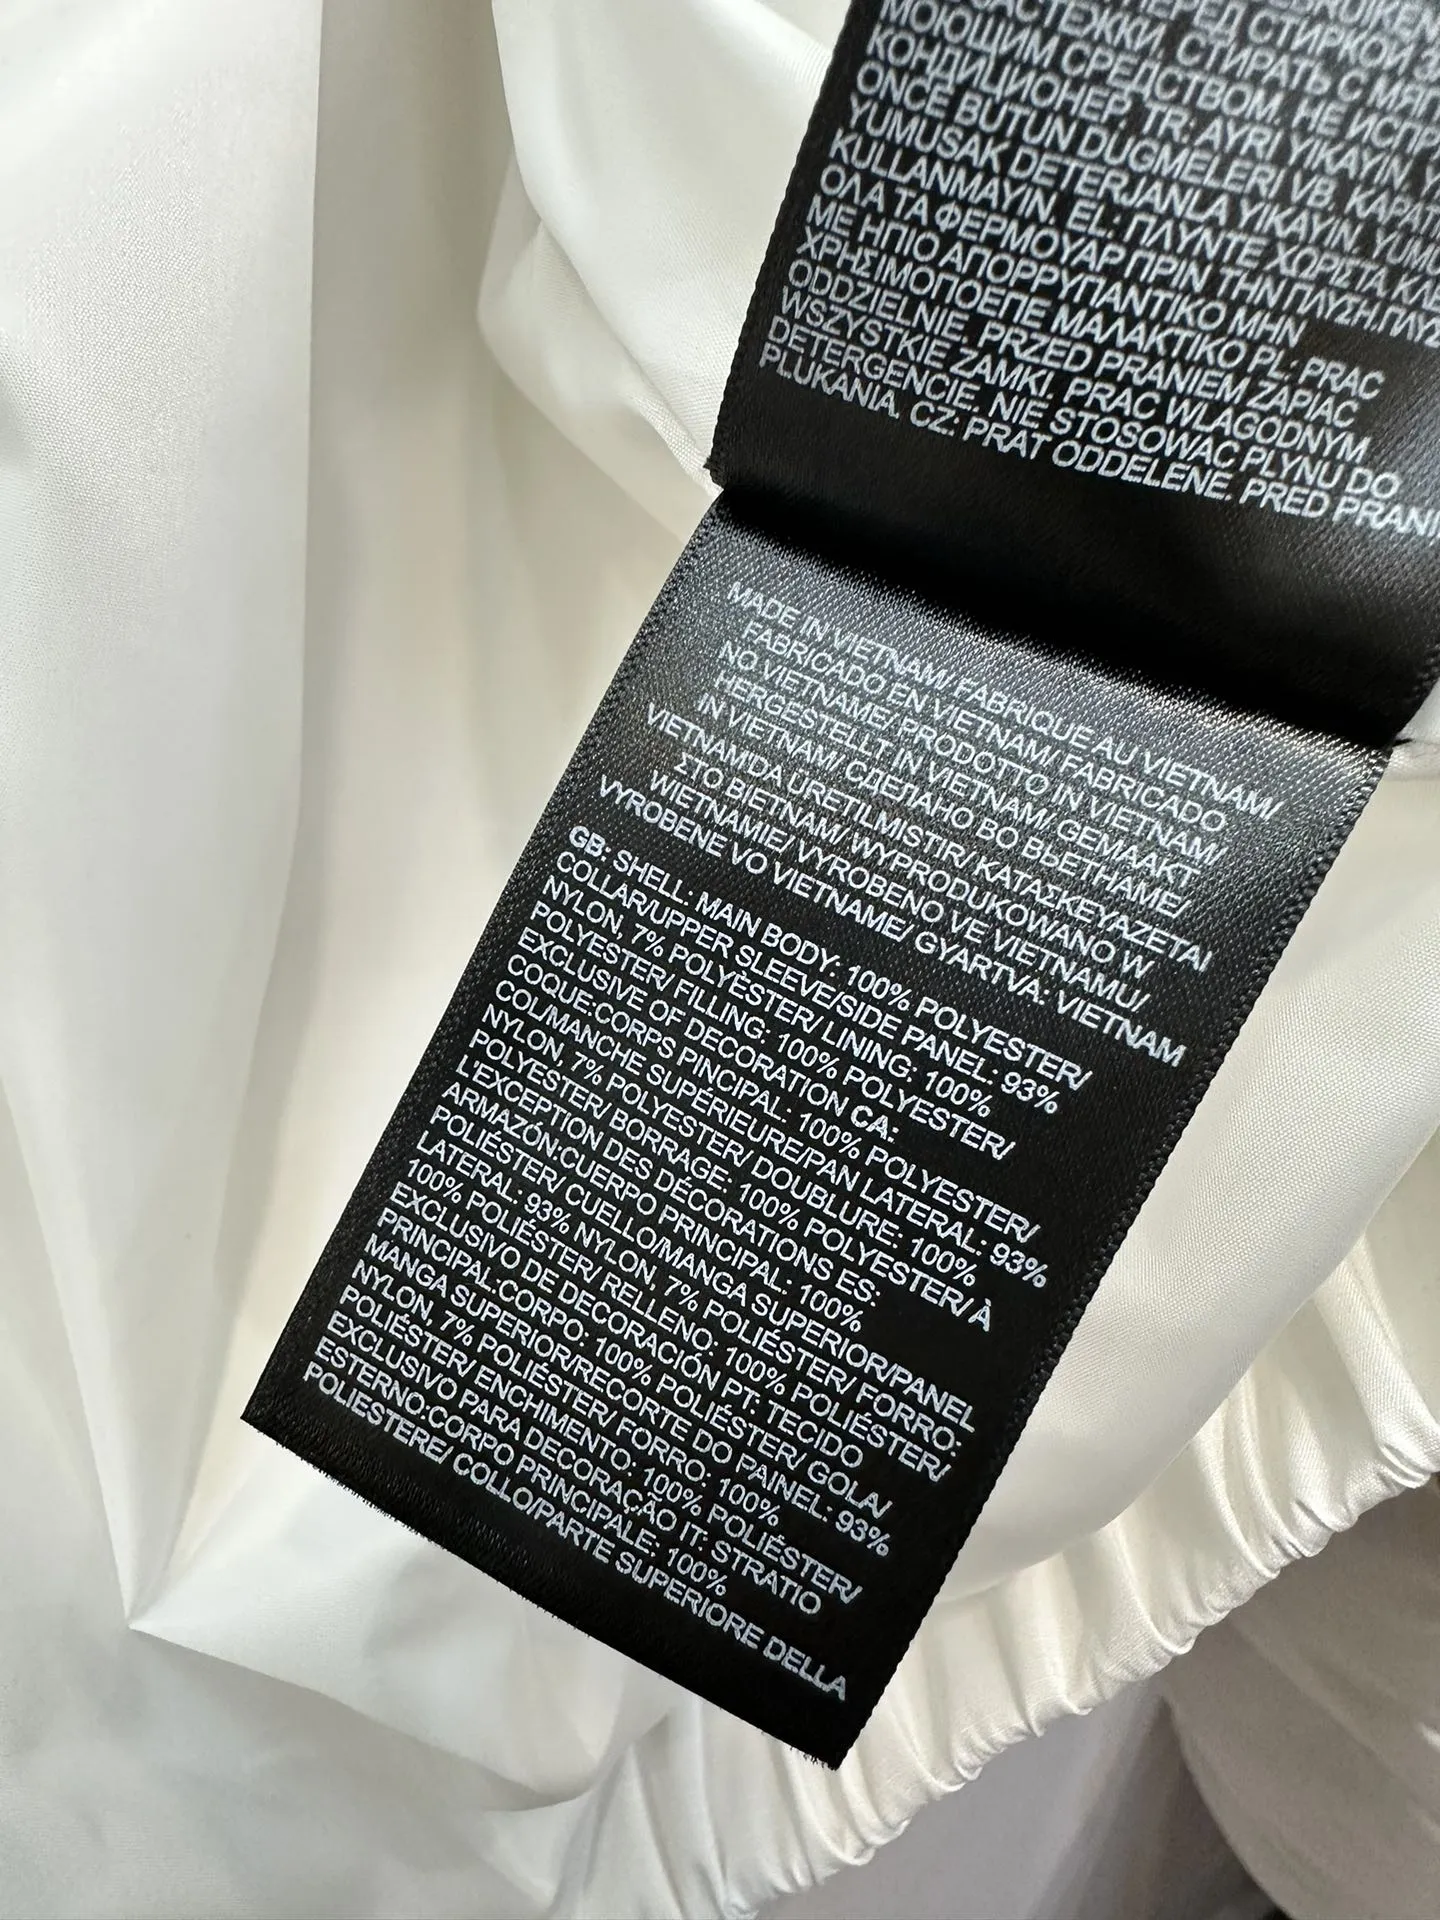 ПЕРЕД СТИРКОЙ
ЗАСТЕЖКИ. СТИРАТЬ С
МОЮЩИМ СРЕДСТВОМ. НЕ
КОНДИЦИОНЕР. TR: AYRI YIKAYIN.
ONCE BUTUN DUGMELERI VB. KAPATIN
YUMUSAK DETERJANLA YIKAYIN.
KULLANMAYIN. EL: ΠΛΥΝΤΕ ΧΩΡΙΣΤΑ
ΟΛΑ ΤΑ ΦΕΡΜΟΥΑΡ ΠΡΙΝ ΤΗΝ ΠΛΥΣΗ.
ΜΕ ΗΠΙΟ ΑΠΟΡΡΥΠΑΝΤΙΚΟ ΜΗΝ
ΧΡΗΣΙΜΟΠΟΕΠΕ ΜΑΛΑΚΤΙΚΟ PL: PRAC
ODDZIELNIE. PRZED PRANIEM ZAPIAC
WSZYSTKIE ZAMKI. PRAC WLAGODNYM
DETERGENCIE. NIE STOSOWAC PLYNU DO
PLUKANIA. CZ: PRAT ODDELENE. PRED PRANI
MADE IN VIETNAM/ FABRIQUE AU VIETNAM/
FABRICADO EN VIETNAM/ FABRICADO
NO VIETNAME/ PRODOTTO IN VIETNAM/
HERGESTELLT IN VIETNAM/ GEMAAKT
IN VIETNAM/ СДЕЛАНО ВО ВЬЕТНАМЕ/
VIETNAM'DA ÜRETILMISTIR/ ΚΑΤΑΣΚΕΥΑΖΕΤΑΙ
ΣΤΟ ΒΙΕΤΝΑΜ/ WYPRODUKOWANO W
WIETNAMIE/ VYROBENO VE VIETNAMU/
VYROBENE VO VIETNAME/ GYARTVA: VIETNAM
GB: SHELL: MAIN BODY: 100% POLYESTER/
COLLAR/UPPER SLEEVE/SIDE PANEL: 93%
NYLON, 7% POLYESTER/ LINING: 100%
POLYESTER/ FILLING: 100% POLYESTER/
EXCLUSIVE OF DECORATION CA:
COQUE:CORPS PINCIPAL: 100% POLYESTER/
COL/MANCHE SUPÉRIEURE/PAN LATERAL: 93%
NYLON, 7% POLYESTER/ DOUBLURE: 100%
POLYESTER/ BORRAGE: 100% POLYESTER/ À
L'EXCEPTION DES DÉCORATIONS ES:
ARMAZÓN:CUERPO PRINCIPAL: 100%
POLIÉSTER/ CUELLO/MANGA SUPERIOR/PANEL
LATERAL: 93% NYLON, 7% POLIÉSTER/ FORRO:
100% POLIÉSTER/ RELLENO: 100% POLIÉSTER/
EXCLUSIVO DE DECORACIÓN PT: TECIDO
PRINCIPAL:CORPO: 100% POLIÉSTER/ GOLA/
MANGA SUPERIOR/RECORTE DO PAINEL: 93%
NYLON, 7% POLIÉSTER/ FORRO: 100%
POLIÉSTER/ ENCHIMENTO: 100% POLIÉSTER/
EXCLUSIVO PARA DECORAÇÃO IT: STRATIO
ESTERNO:CORPO PRINCIPALE: 100%
POLIESTERE/ COLLO/PARTE SUPERIORE DELLA